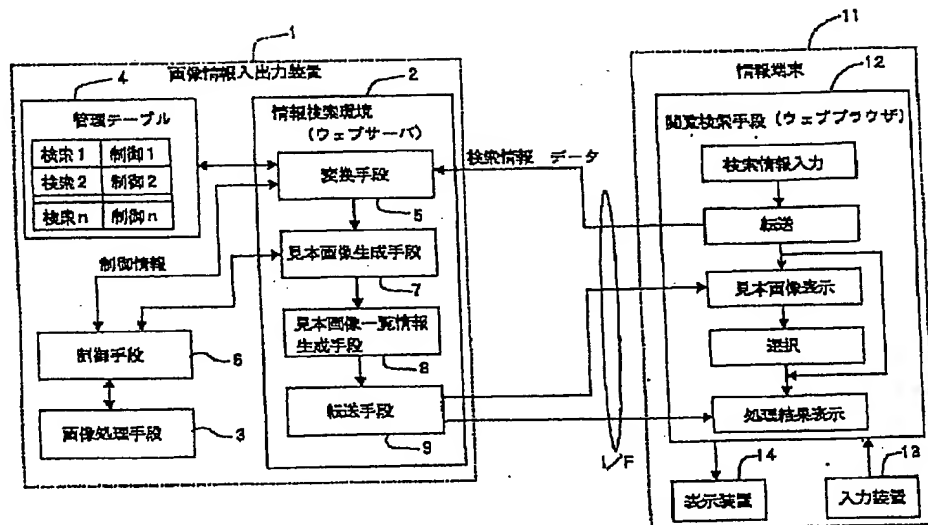 1
画像情報入出力装置
4
管理テーブル
検索1 制御1
検索2 制御2
検索n 制御n
2
情報検索環境
(ウェブサーバ)
変換手段
5
見本画像生成手段
7
見本画像一覧情報
生成手段
8
転送手段
9
制御情報
制御手段
6
画像処理手段
3
検索情報 データ
I/F
11
情報端末
12
閲覧検索手段(ウェブブラウザ)
検索情報入力
転送
見本画像表示
選択
処理結果表示
14
表示装置
13
入力装置